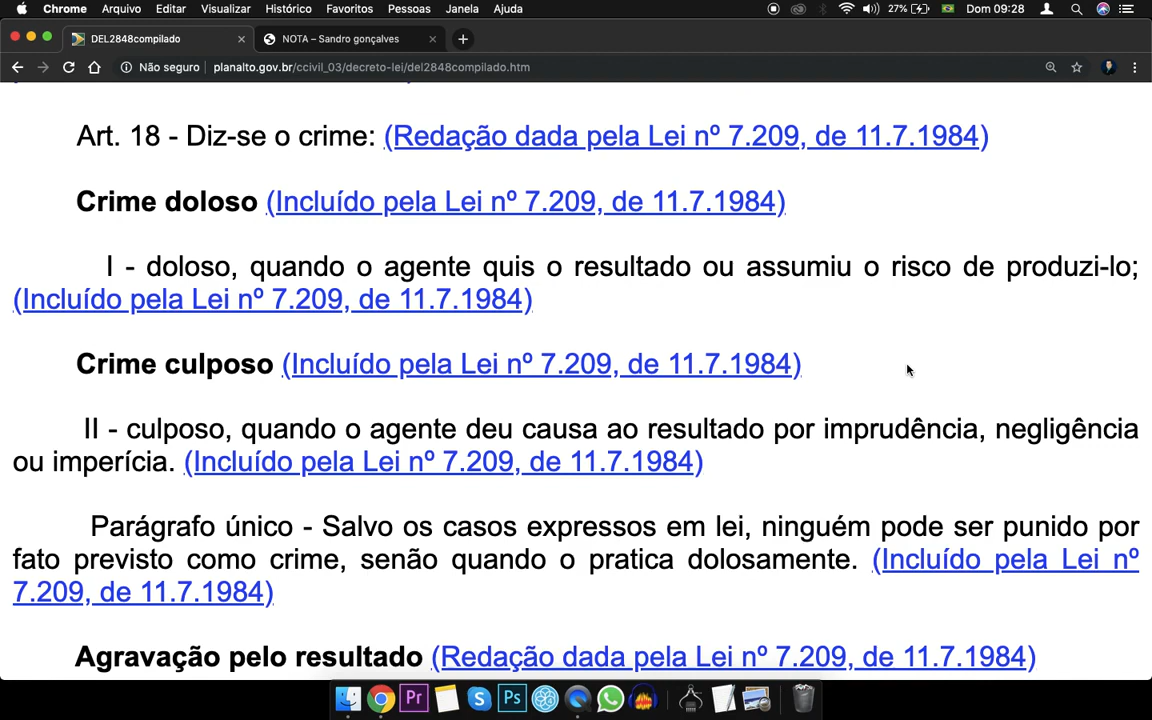 Chrome Arquivo Editar Visualizar Histórico Favoritos Pessoas Janela Ajuda 27% Dom 09:28
DEL2848compilado NOTA – Sandro gonçalves
Não seguro planalto.gov.br/ccivil_03/decreto-lei/del2848compilado.htm
Art. 18 - Diz-se o crime: (Redação dada pela Lei nº 7.209, de 11.7.1984)
Crime doloso (Incluído pela Lei nº 7.209, de 11.7.1984)
I - doloso, quando o agente quis o resultado ou assumiu o risco de produzi-lo;
(Incluído pela Lei nº 7.209, de 11.7.1984)
Crime culposo (Incluído pela Lei nº 7.209, de 11.7.1984)
II - culposo, quando o agente deu causa ao resultado por imprudência, negligência
ou imperícia. (Incluído pela Lei nº 7.209, de 11.7.1984)
Parágrafo único - Salvo os casos expressos em lei, ninguém pode ser punido por
fato previsto como crime, senão quando o pratica dolosamente. (Incluído pela Lei nº
7.209, de 11.7.1984)
Agravação pelo resultado (Redação dada pela Lei nº 7.209, de 11.7.1984)
Pr Ps